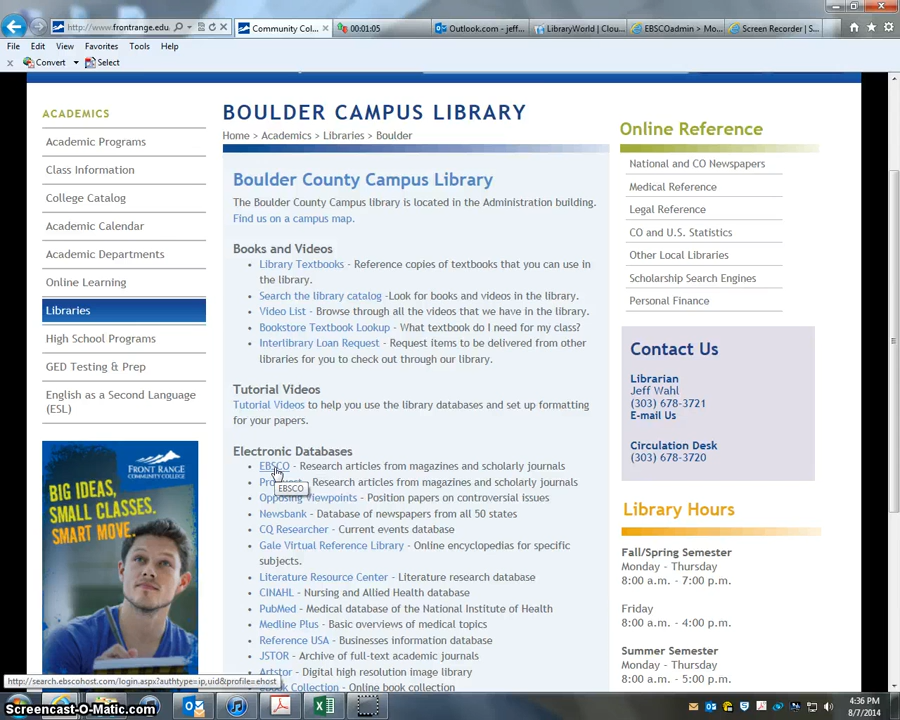 http://www.frontrange.edu.
Community Col...
00:01:05
Outlook.com - jeff...
LibraryWorld | Clou...
EBSCOadmin > Mo...
Screen Recorder | S...
File Edit View Favorites Tools Help
x Convert Select
ACADEMICS
Academic Programs
Class Information
College Catalog
Academic Calendar
Academic Departments
Online Learning
Libraries
High School Programs
GED Testing & Prep
English as a Second Language
(ESL)
FRONT RANGE
COMMUNITY COLLEGE
BIG IDEAS,
SMALL CLASSES.
SMART MOVE.
BOULDER CAMPUS LIBRARY
Home > Academics > Libraries > Boulder
Boulder County Campus Library
The Boulder County Campus library is located in the Administration building.
Find us on a campus map.
Books and Videos
• Library Textbooks - Reference copies of textbooks that you can use in
the library.
• Search the library catalog -Look for books and videos in the library.
• Video List - Browse through all the videos that we have in the library.
• Bookstore Textbook Lookup - What textbook do I need for my class?
• Interlibrary Loan Request - Request items to be delivered from other
libraries for you to check out through our library.
Tutorial Videos
Tutorial Videos to help you use the library databases and set up formatting
for your papers.
Electronic Databases
• EBSCO - Research articles from magazines and scholarly journals
• Research articles from magazines and scholarly journals
EBSCO
• Opposing Viewpoints - Position papers on controversial issues
• Newsbank - Database of newspapers from all 50 states
• CQ Researcher - Current events database
• Gale Virtual Reference Library - Online encyclopedias for specific
subjects.
• Literature Resource Center - Literature research database
• CINAHL - Nursing and Allied Health database
• PubMed - Medical database of the National Institute of Health
• Medline Plus - Basic overviews of medical topics
• Reference USA - Businesses information database
• JSTOR - Archive of full-text academic journals
• Artstor - Digital high resolution image library
Collection - Online book collection
Online Reference
National and CO Newspapers
Medical Reference
Legal Reference
CO and U.S. Statistics
Other Local Libraries
Scholarship Search Engines
Personal Finance
Contact Us
Librarian
Jeff Wahl
(303) 678-3721
E-mail Us
Circulation Desk
(303) 678-3720
Library Hours
Fall/Spring Semester
Monday - Thursday
8:00 a.m. - 7:00 p.m.
Friday
8:00 a.m. - 4:00 p.m.
Summer Semester
Monday - Thursday
8:00 a.m. - 5:00 p.m.
http://search.ebscohost.com/login.aspx?authtype=ip,uid&profile=ehost
Screencast-O-Matic.com
4:36 PM
8/7/2014